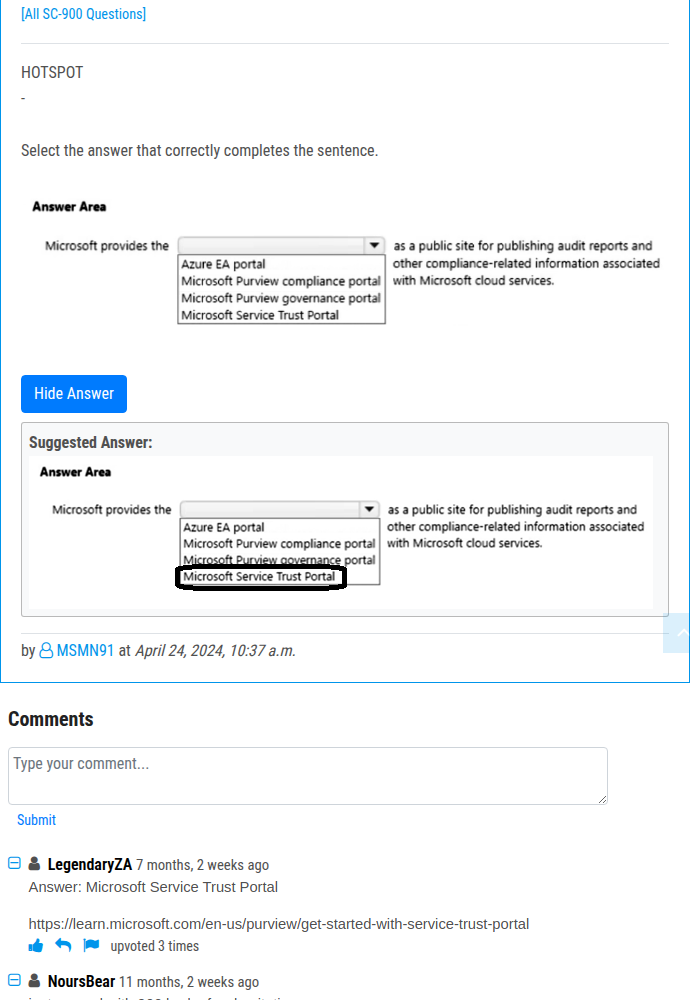 [All SC-900 Questions]
HOTSPOT
-
Select the answer that correctly completes the sentence.
Answer Area
Microsoft provides the
as a public site for publishing audit reports and
other compliance-related information associated
with Microsoft cloud services.
Azure EA portal
Microsoft Purview compliance portal
Microsoft Purview governance portal
Microsoft Service Trust Portal
Hide Answer
Suggested Answer:
Answer Area
Microsoft provides the
as a public site for publishing audit reports and
other compliance-related information associated
with Microsoft cloud services.
Azure EA portal
Microsoft Purview compliance portal
Microsoft Purview governance portal
Microsoft Service Trust Portal
by MSMN91 at April 24, 2024, 10:37 a.m.
Comments
Type your comment...
Submit
LegendaryZA 7 months, 2 weeks ago
Answer: Microsoft Service Trust Portal
https://learn.microsoft.com/en-us/purview/get-started-with-service-trust-portal
upvoted 3 times
NoursBear 11 months, 2 weeks ago